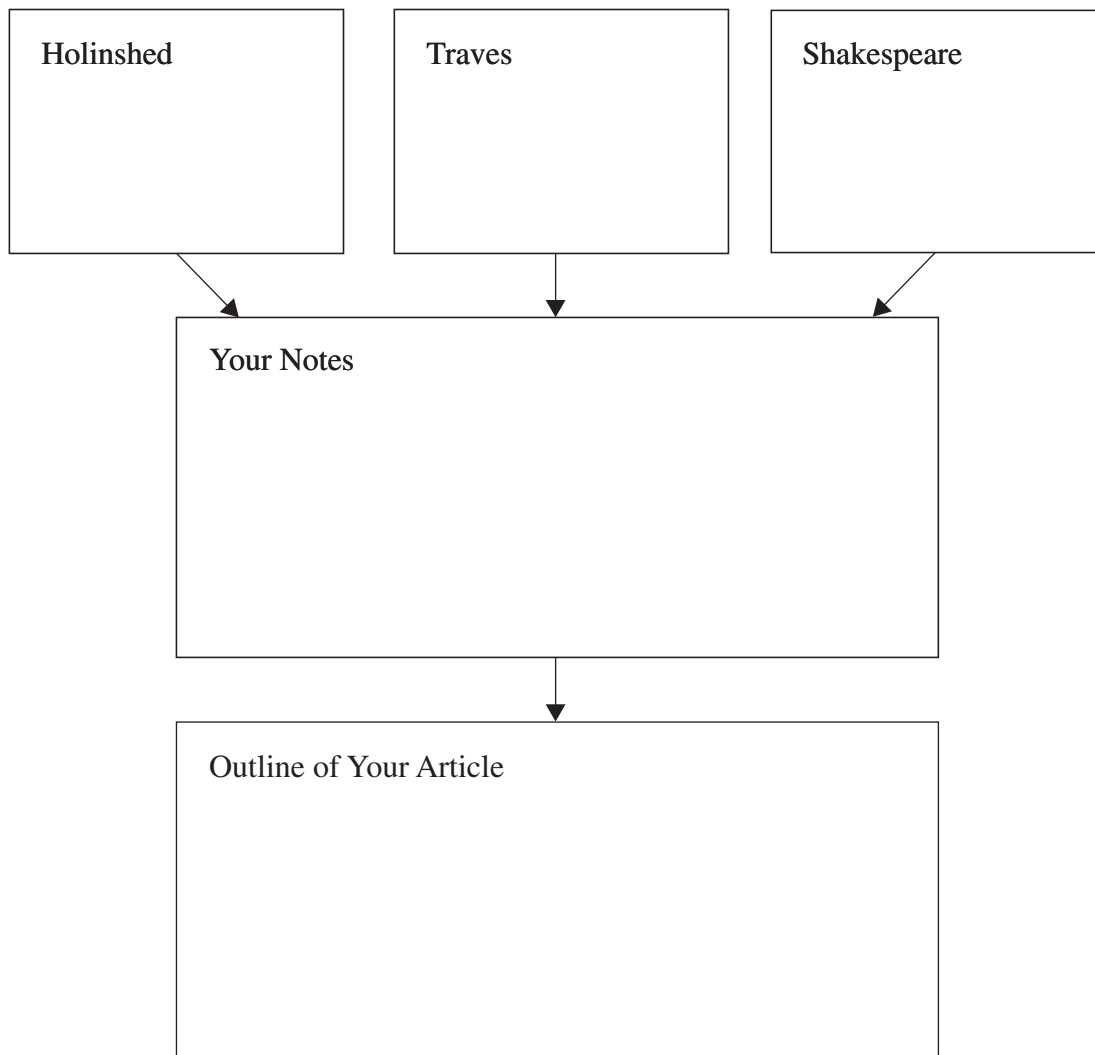 Holinshed
Traves
Shakespeare
Your Notes
Outline of Your Article